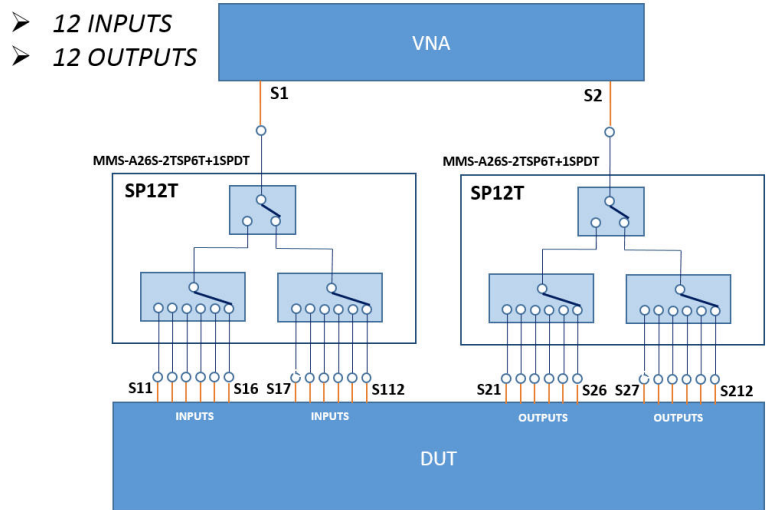 ➢ 12 INPUTS
➢ 12 OUTPUTS
VNA
S1
S2
MMS-A26S-2TSP6T+1SPDT
MMS-A26S-2TSP6T+1SPDT
SP12T
SP12T
S11
S16
S17
S112
S21
S26
S27
S212
INPUTS
INPUTS
OUTPUTS
OUTPUTS
DUT